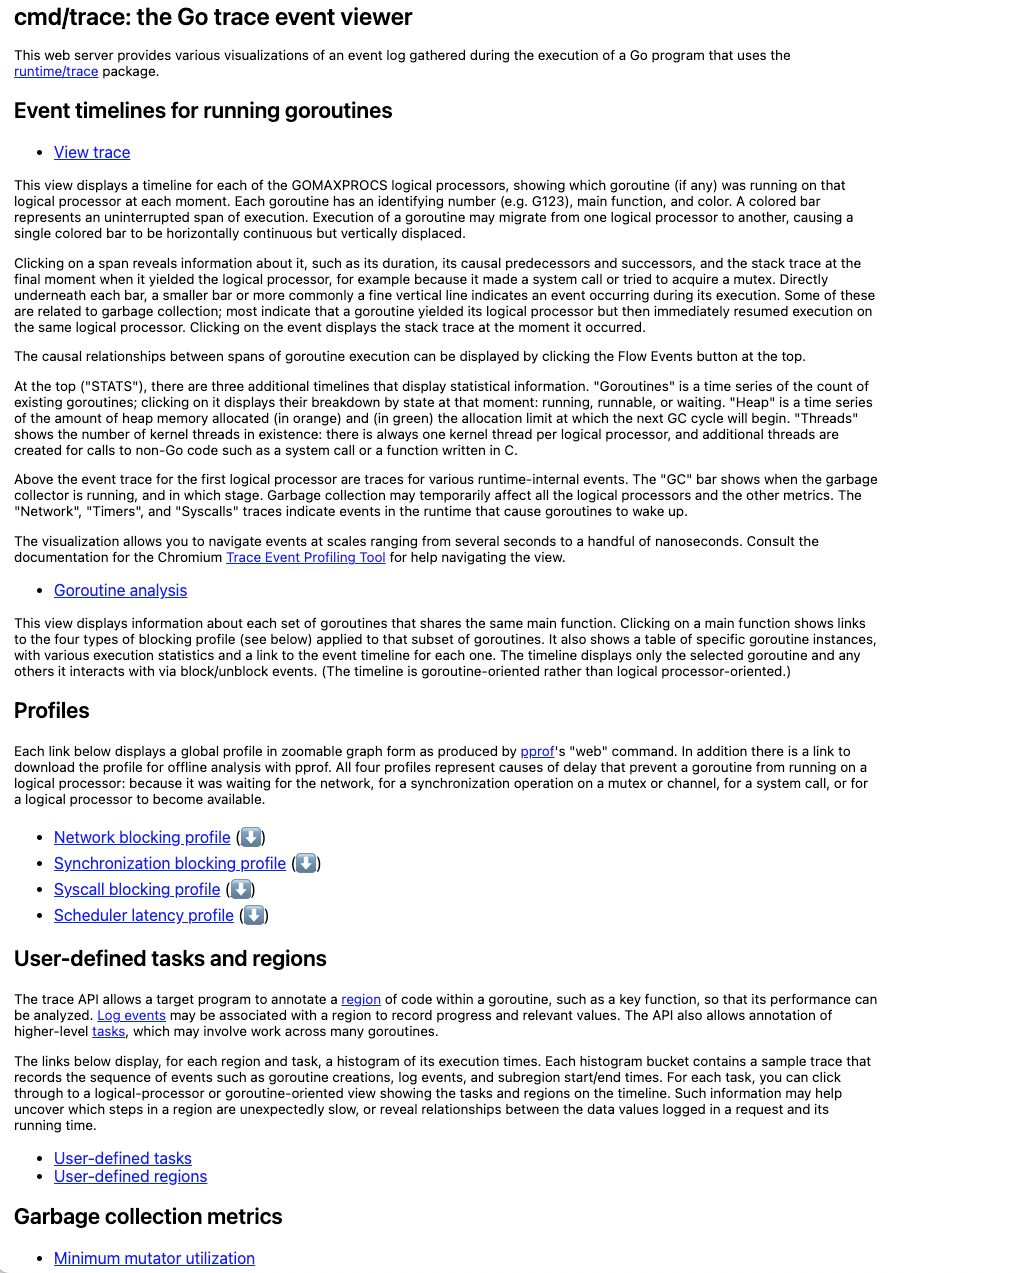 cmd/trace: the Go trace event viewer
This web server provides various visualizations of an event log gathered during the execution of a Go program that uses the
runtime/trace package.
Event timelines for running goroutines
• View trace
This view displays a timeline for each of the GOMAXPROCS logical processors, showing which goroutine (if any) was running on that
logical processor at each moment. Each goroutine has an identifying number (e.g. G123), main function, and color. A colored bar
represents an uninterrupted span of execution. Execution of a goroutine may migrate from one logical processor to another, causing a
single colored bar to be horizontally continuous but vertically displaced.
Clicking on a span reveals information about it, such as its duration, its causal predecessors and successors, and the stack trace at the
final moment when it yielded the logical processor, for example because it made a system call or tried to acquire a mutex. Directly
underneath each bar, a smaller bar or more commonly a fine vertical line indicates an event occurring during its execution. Some of these
are related to garbage collection; most indicate that a goroutine yielded its logical processor but then immediately resumed execution on
the same logical processor. Clicking on the event displays the stack trace at the moment it occurred.
The causal relationships between spans of goroutine execution can be displayed by clicking the Flow Events button at the top.
At the top ("STATS"), there are three additional timelines that display statistical information. "Goroutines" is a time series of the count of
existing goroutines; clicking on it displays their breakdown by state at that moment: running, runnable, or waiting. "Heap" is a time series
of the amount of heap memory allocated (in orange) and (in green) the allocation limit at which the next GC cycle will begin. "Threads"
shows the number of kernel threads in existence: there is always one kernel thread per logical processor, and additional threads are
created for calls to non-Go code such as a system call or a function written in C.
Above the event trace for the first logical processor are traces for various runtime-internal events. The "GC" bar shows when the garbage
collector is running, and in which stage. Garbage collection may temporarily affect all the logical processors and the other metrics. The
"Network", "Timers", and "Syscalls" traces indicate events in the runtime that cause goroutines to wake up.
The visualization allows you to navigate events at scales ranging from several seconds to a handful of nanoseconds. Consult the
documentation for the Chromium Trace Event Profiling Tool for help navigating the view.
• Goroutine analysis
This view displays information about each set of goroutines that shares the same main function. Clicking on a main function shows links
to the four types of blocking profile (see below) applied to that subset of goroutines. It also shows a table of specific goroutine instances,
with various execution statistics and a link to the event timeline for each one. The timeline displays only the selected goroutine and any
others it interacts with via block/unblock events. (The timeline is goroutine-oriented rather than logical processor-oriented.)
Profiles
Each link below displays a global profile in zoomable graph form as produced by pprof's "web" command. In addition there is a link to
download the profile for offline analysis with pprof. All four profiles represent causes of delay that prevent a goroutine from running on a
logical processor: because it was waiting for the network, for a synchronization operation on a mutex or channel, for a system call, or for
a logical processor to become available.
• Network blocking profile (⬇️)
• Synchronization blocking profile (⬇️)
• Syscall blocking profile (⬇️)
• Scheduler latency profile (⬇️)
User-defined tasks and regions
The trace API allows a target program to annotate a region of code within a goroutine, such as a key function, so that its performance can
be analyzed. Log events may be associated with a region to record progress and relevant values. The API also allows annotation of
higher-level tasks, which may involve work across many goroutines.
The links below display, for each region and task, a histogram of its execution times. Each histogram bucket contains a sample trace that
records the sequence of events such as goroutine creations, log events, and subregion start/end times. For each task, you can click
through to a logical-processor or goroutine-oriented view showing the tasks and regions on the timeline. Such information may help
uncover which steps in a region are unexpectedly slow, or reveal relationships between the data values logged in a request and its
running time.
• User-defined tasks
• User-defined regions
Garbage collection metrics
• Minimum mutator utilization